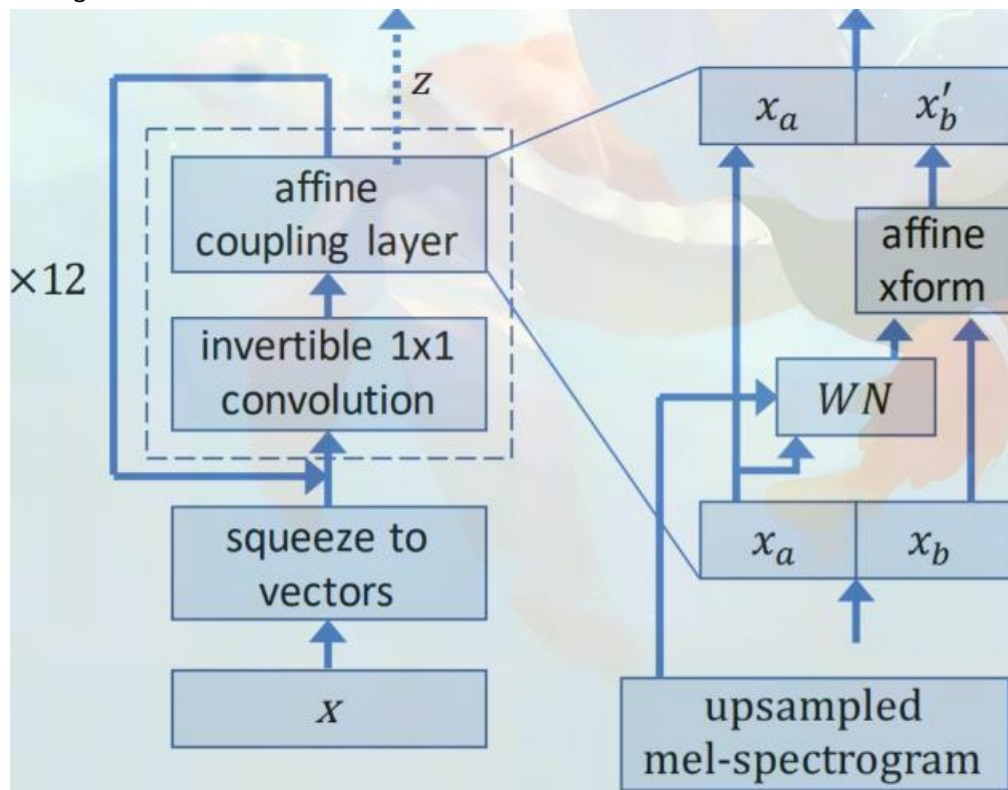 z
affine
coupling layer
×12
invertible 1x1
convolution
squeeze to
vectors
x
x_a
x'_b
affine
xform
WN
x_a
x_b
upsampled
mel-spectrogram